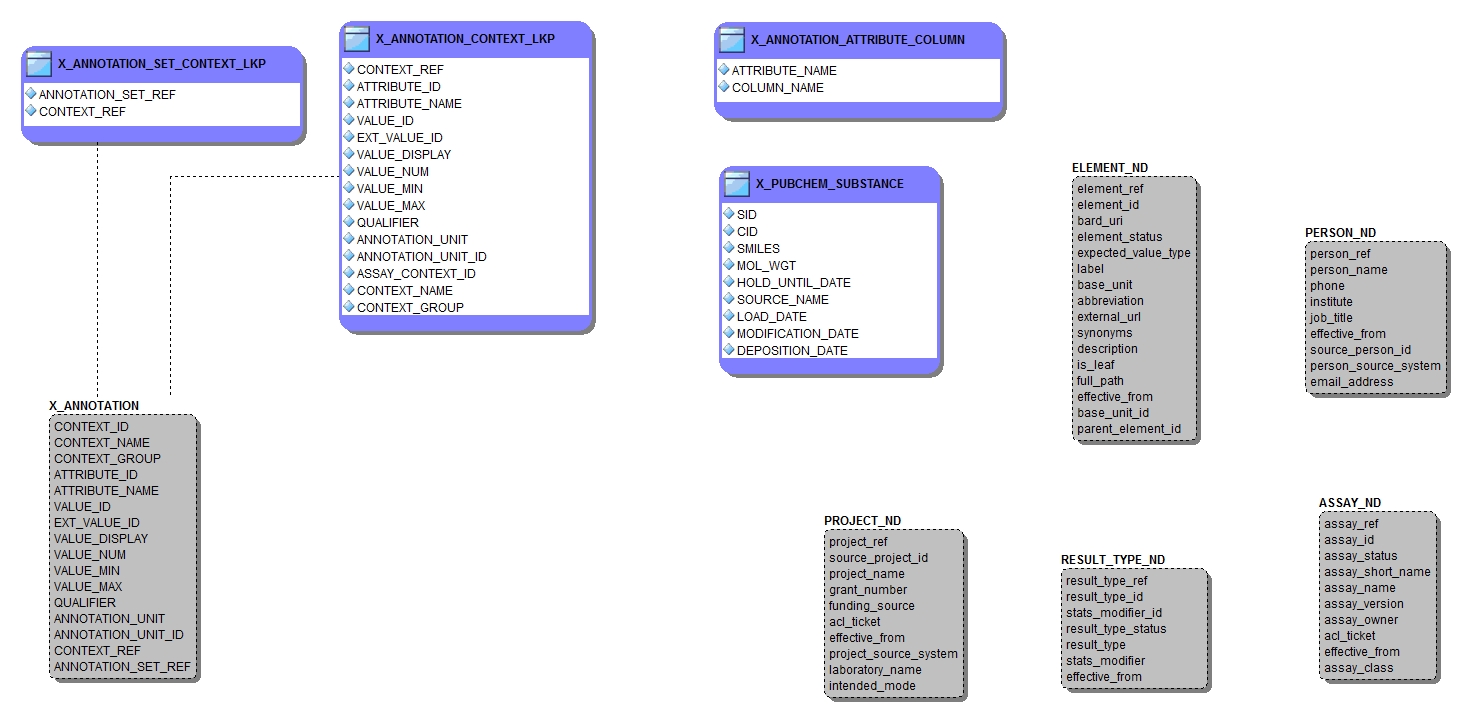 X_ANNOTATION_SET_CONTEXT_LKP
ANNOTATION_SET_REF
CONTEXT_REF
X_ANNOTATION_CONTEXT_LKP
CONTEXT_REF
ATTRIBUTE_ID
ATTRIBUTE_NAME
VALUE_ID
EXT_VALUE_ID
VALUE_DISPLAY
VALUE_NUM
VALUE_MIN
VALUE_MAX
QUALIFIER
ANNOTATION_UNIT
ANNOTATION_UNIT_ID
ASSAY_CONTEXT_ID
CONTEXT_NAME
CONTEXT_GROUP
X_ANNOTATION_ATTRIBUTE_COLUMN
ATTRIBUTE_NAME
COLUMN_NAME
X_PUBCHEM_SUBSTANCE
SID
CID
SMILES
MOL_WGT
HOLD_UNTIL_DATE
SOURCE_NAME
LOAD_DATE
MODIFICATION_DATE
DEPOSITION_DATE
ELEMENT_ND
element_ref
element_id
bard_uri
element_status
expected_value_type
label
base_unit
abbreviation
external_url
synonyms
description
is_leaf
full_path
effective_from
base_unit_id
parent_element_id
PERSON_ND
person_ref
person_name
phone
institute
job_title
effective_from
source_person_id
person_source_system
email_address
X_ANNOTATION
CONTEXT_ID
CONTEXT_NAME
CONTEXT_GROUP
ATTRIBUTE_ID
ATTRIBUTE_NAME
VALUE_ID
EXT_VALUE_ID
VALUE_DISPLAY
VALUE_NUM
VALUE_MIN
VALUE_MAX
QUALIFIER
ANNOTATION_UNIT
ANNOTATION_UNIT_ID
CONTEXT_REF
ANNOTATION_SET_REF
PROJECT_ND
project_ref
source_project_id
project_name
grant_number
funding_source
acl_ticket
effective_from
project_source_system
laboratory_name
intended_mode
RESULT_TYPE_ND
result_type_ref
result_type_id
stats_modifier_id
result_type_status
result_type
stats_modifier
effective_from
ASSAY_ND
assay_ref
assay_id
assay_status
assay_short_name
assay_name
assay_version
assay_owner
acl_ticket
effective_from
assay_class